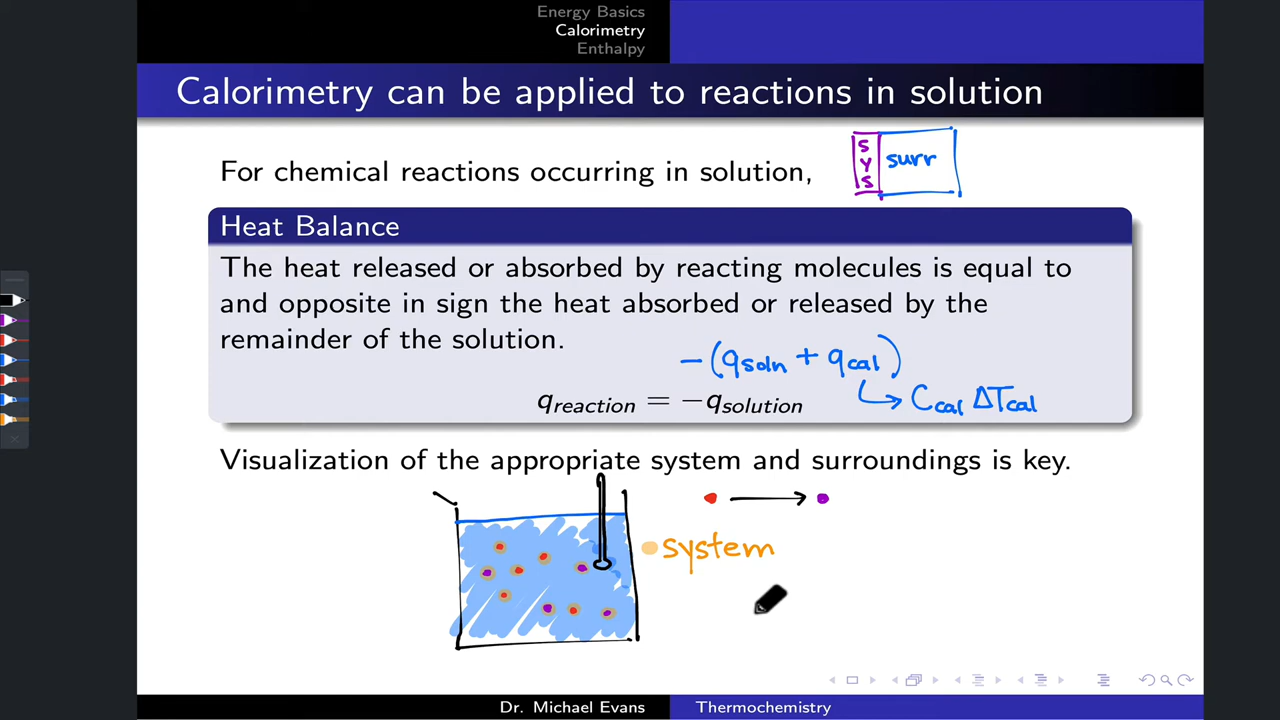 Energy Basics
Calorimetry
Enthalpy
Calorimetry can be applied to reactions in solution
For chemical reactions occurring in solution,
SYS surr
Heat Balance
The heat released or absorbed by reacting molecules is equal to
and opposite in sign the heat absorbed or released by the
remainder of the solution.
−(qsoln + qcal)
qreaction = −qsolution
↳ Ccal ΔTcal
Visualization of the appropriate system and surroundings is key.
system
Dr. Michael Evans Thermochemistry